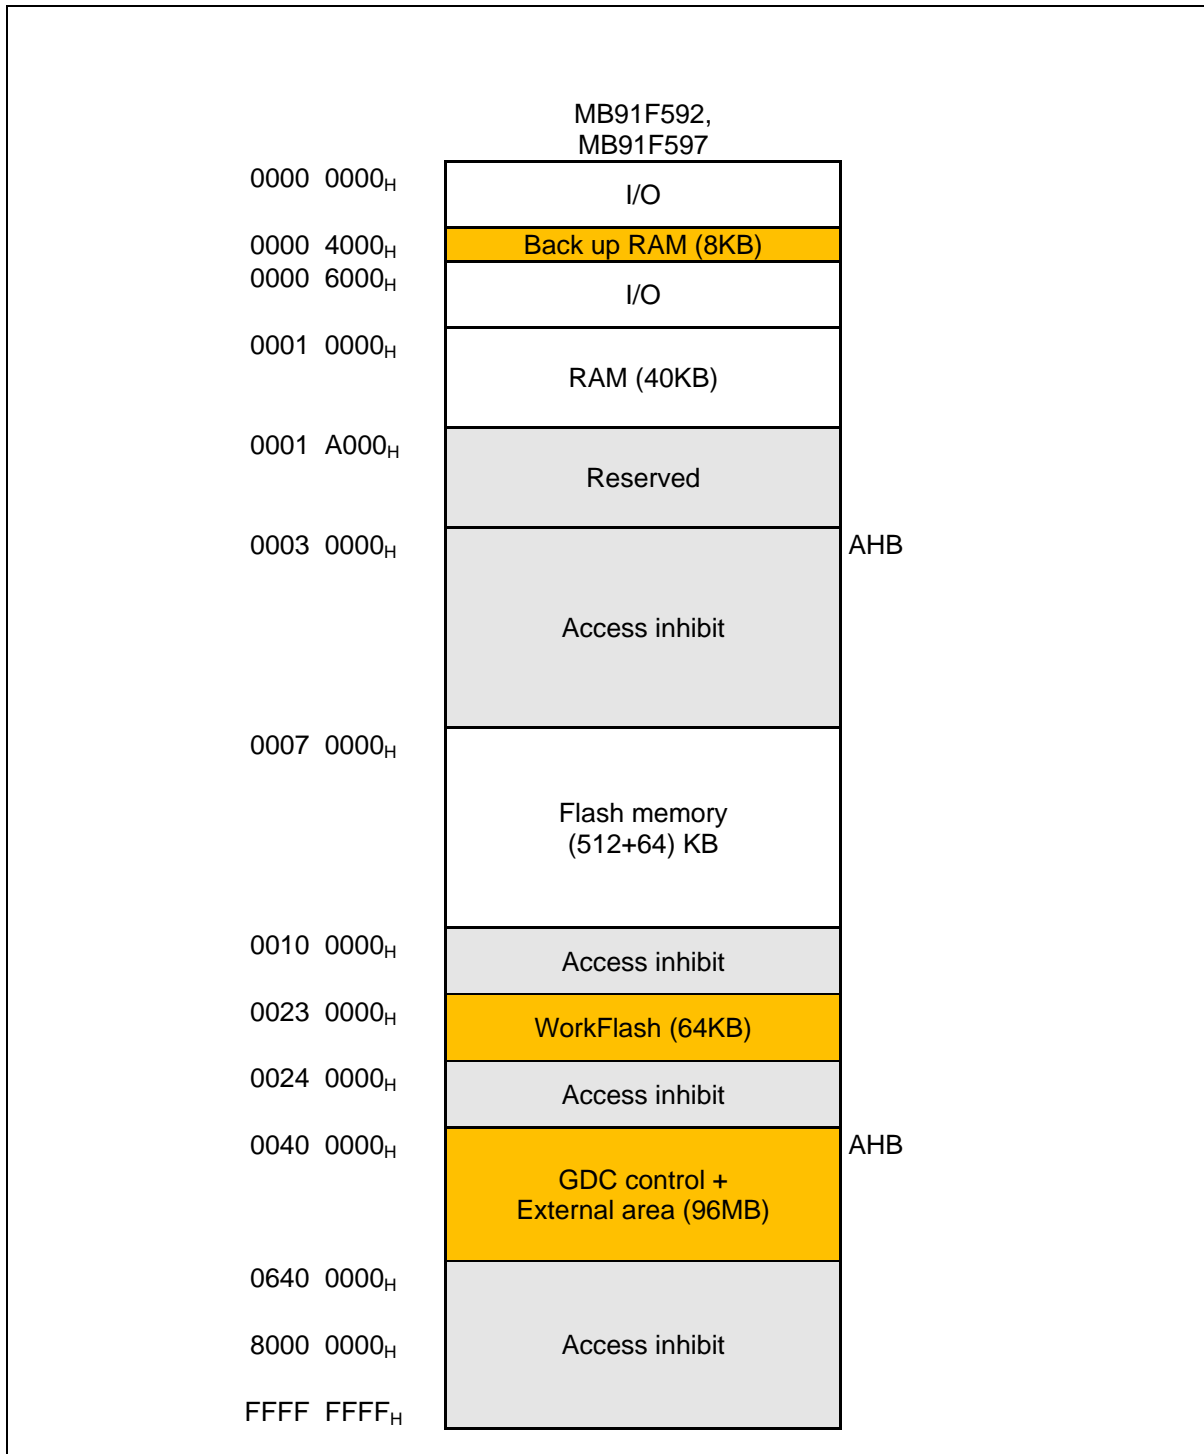 MB91F592,
MB91F597
0000 0000H
I/O
0000 4000H
Back up RAM (8KB)
0000 6000H
I/O
0001 0000H
RAM (40KB)
0001 A000H
Reserved
0003 0000H
AHB
Access inhibit
0007 0000H
Flash memory
(512+64) KB
0010 0000H
Access inhibit
0023 0000H
WorkFlash (64KB)
0024 0000H
Access inhibit
0040 0000H
AHB
GDC control +
External area (96MB)
0640 0000H
8000 0000H
Access inhibit
FFFF FFFFH